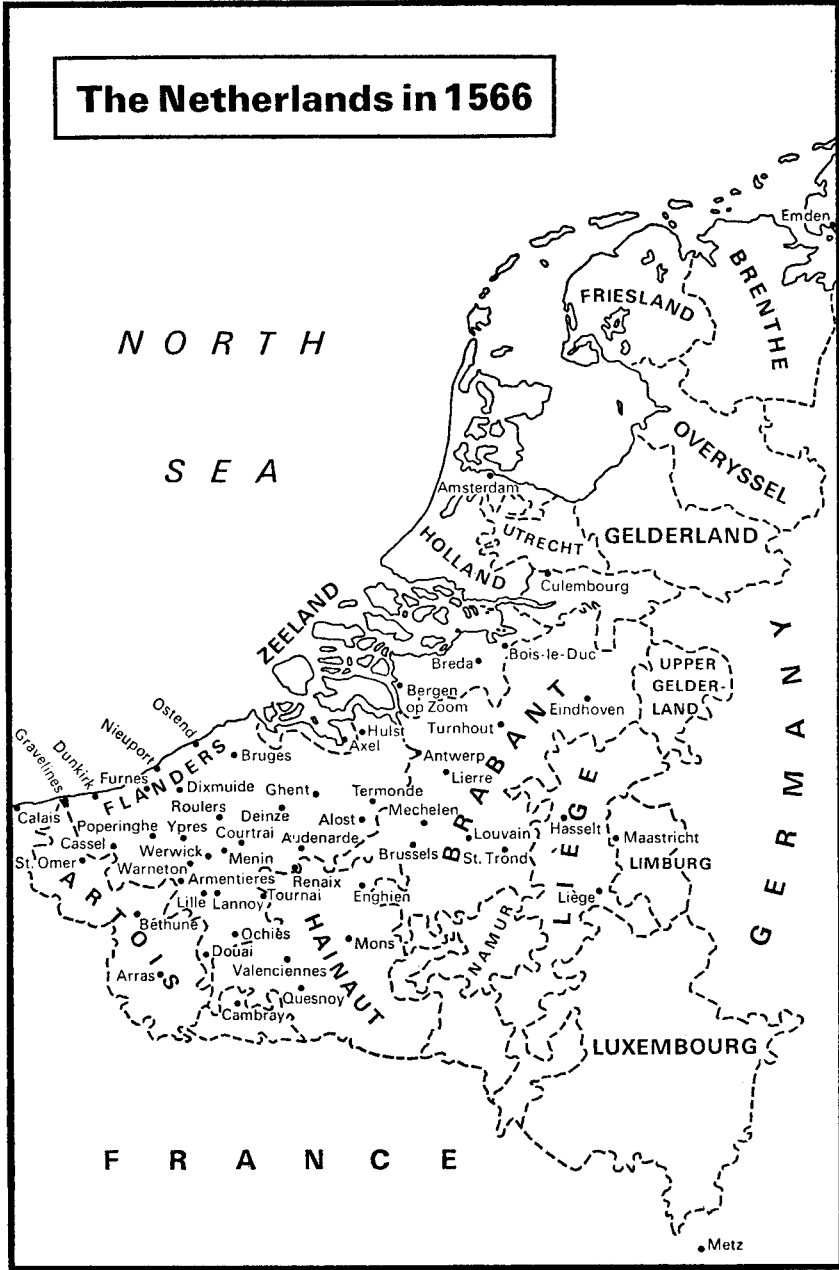 The Netherlands in 1566
Emden
BRENTHE
FRIESLAND
NORTH
SEA
OVERYSSEL
Amsterdam
UTRECHT
GELDERLAND
HOLLAND
Culembourg
ZEELAND
GERMANY
Bois-le-Duc
Breda
UPPER
GELDER-
LAND
Bergen
op Zoom
Eindhoven
Turnhout
Hulst
Axel
BRABANT
Ostend
Nieuport
Dunkirk
Gravelines
Bruges
Antwerp
Lierre
Furnes
FLANDERS
Dixmuide
Ghent
Termonde
Calais
Roulers
Deinze
Alost
Mechelen
Poperinghe
Ypres
Courtrai
Audenarde
Louvain
Hasselt
Maastricht
Cassel
Werwick
Menin
Brussels
St. Trond
LIEGE
LIMBURG
St. Omer
Warneton
Armentieres
Renaix
Enghien
Liège
ARTOIS
Lille
Lannoy
Tournai
Béthune
Ochies
HAINAUT
Mons
NAMUR
Douai
Valenciennes
Arras
Quesnoy
Cambray
LUXEMBOURG
FRANCE
Metz